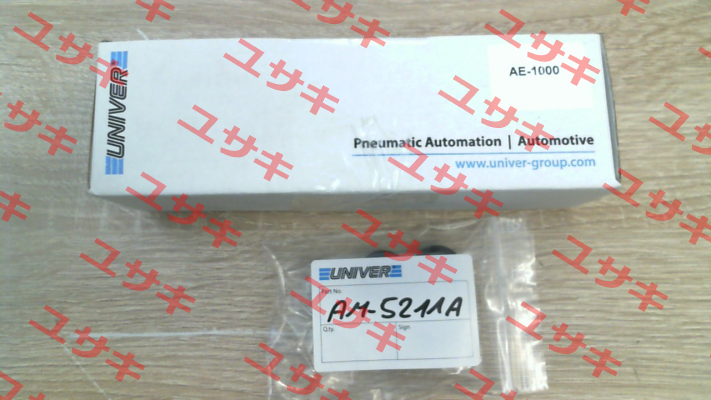 UNIVER
AE-1000
Pneumatic Automation | Automotive
www.univer-group.com
UNIVER
Part No.
AM-5211A
Q.ty
Sign.
ユサキ